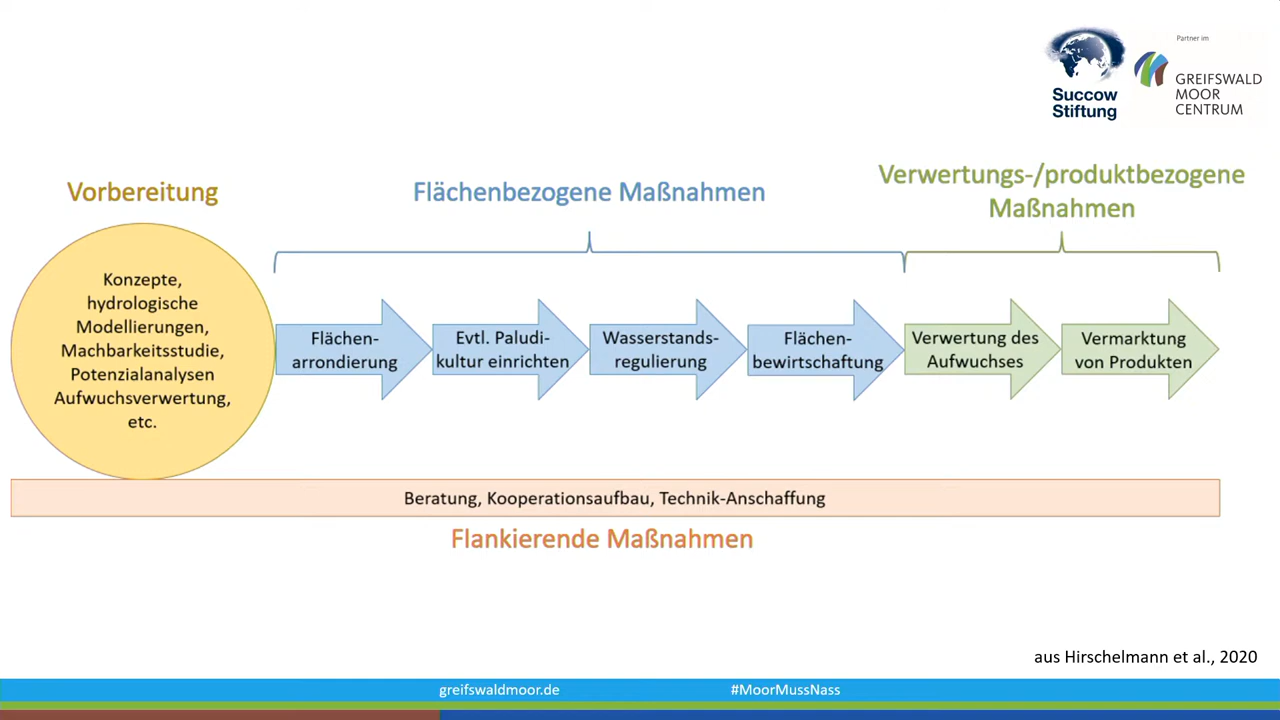 Partner im
Succow
Stiftung
GREIFSWALD
MOOR
CENTRUM
Vorbereitung
Flächenbezogene Maßnahmen
Verwertungs-/produktbezogene
Maßnahmen
Konzepte,
hydrologische
Modellierungen,
Machbarkeitsstudie,
Potenzialanalysen
Aufwuchsverwertung,
etc.
Flächen-
arrondierung
Evtl. Paludi-
kultur einrichten
Wasserstands-
regulierung
Flächen-
bewirtschaftung
Verwertung des
Aufwuchses
Vermarktung
von Produkten
Beratung, Kooperationsaufbau, Technik-Anschaffung
Flankierende Maßnahmen
aus Hirschelmann et al., 2020
greifswaldmoor.de
#MoorMussNass